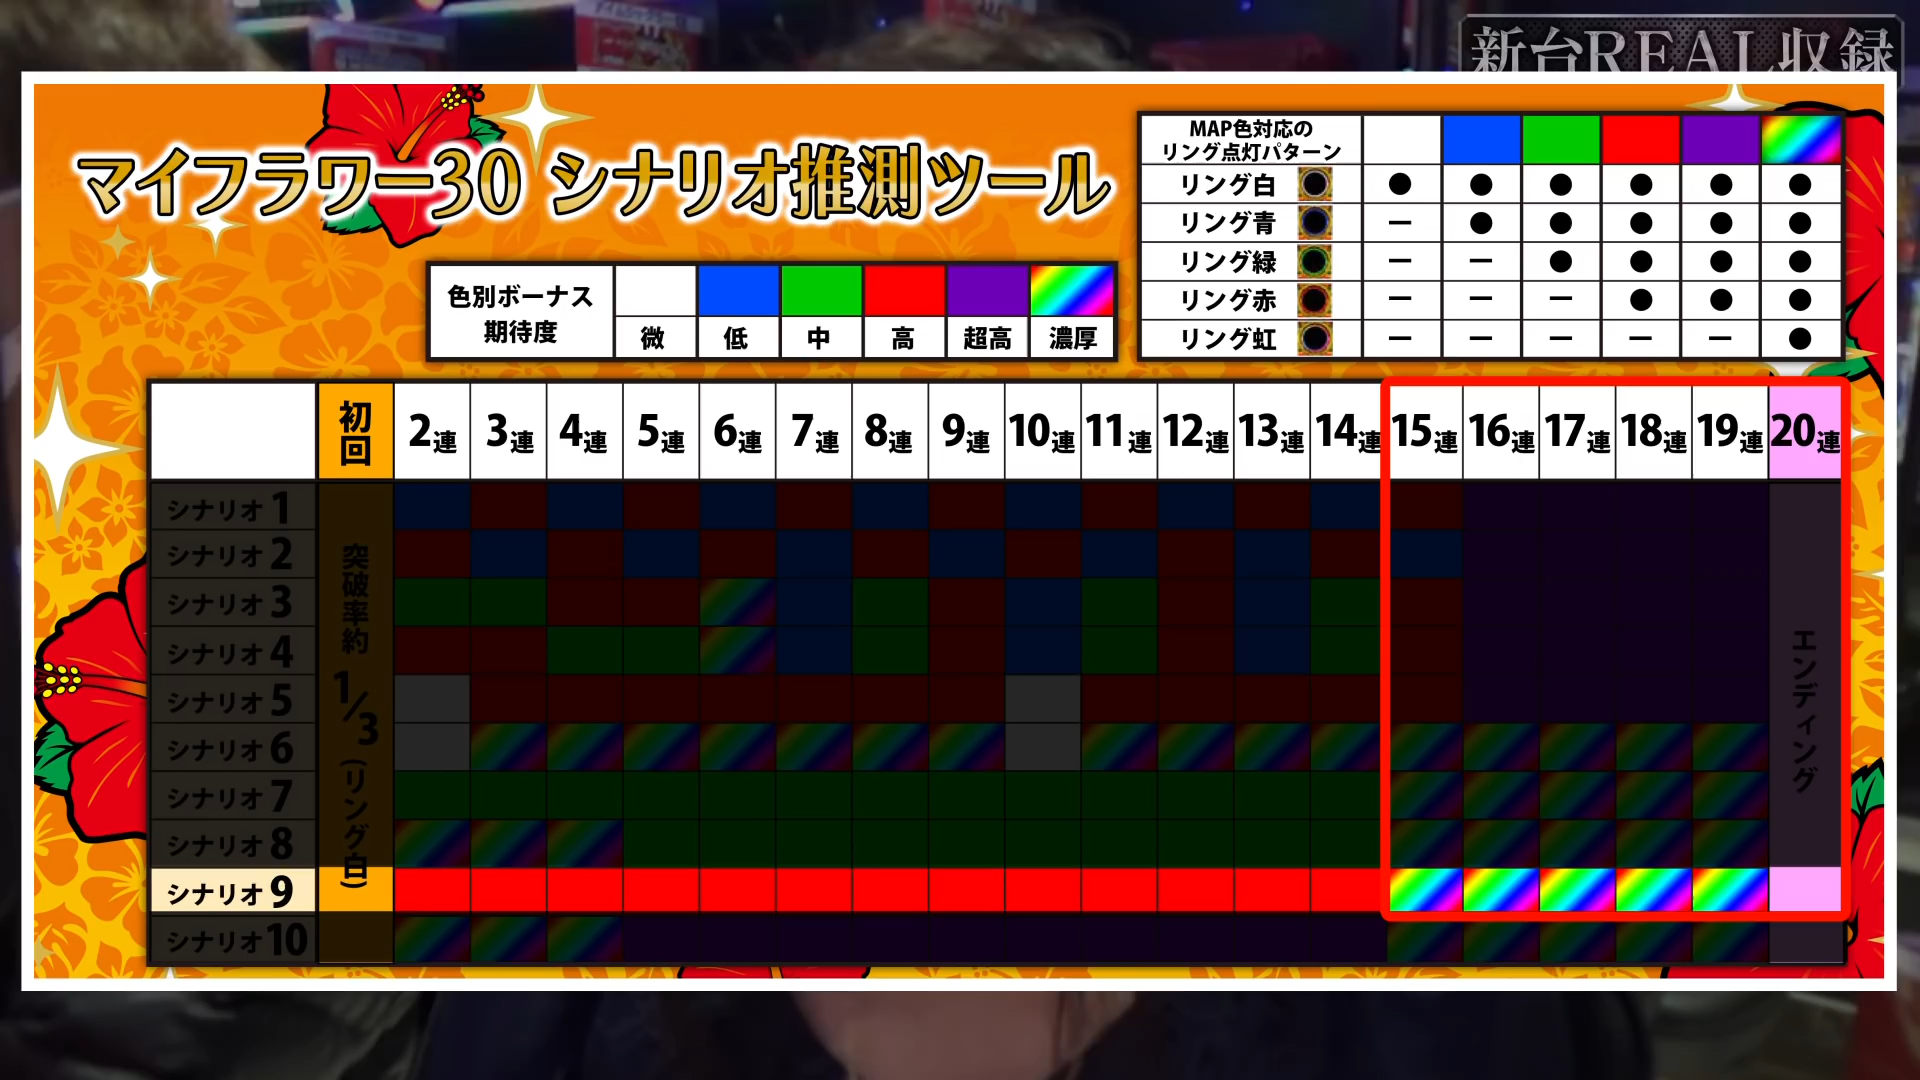 新台REAL収録
マイフラワー30 シナリオ推測ツール
MAP色対応の
リング点灯パターン
リング白 ● ● ● ● ● ●
リング青 － ● ● ● ● ●
リング緑 － － ● ● ● ●
リング赤 － － － ● ● ●
リング虹 － － － － － ●
色別ボーナス
期待度
微 低 中 高 超高 濃厚
初回 2連 3連 4連 5連 6連 7連 8連 9連 10連 11連 12連 13連 14連 15連 16連 17連 18連 19連 20連
シナリオ1
シナリオ2
シナリオ3
シナリオ4
シナリオ5
シナリオ6
シナリオ7
シナリオ8
シナリオ9
シナリオ10
突破率約1/3(リング白)
エンディング